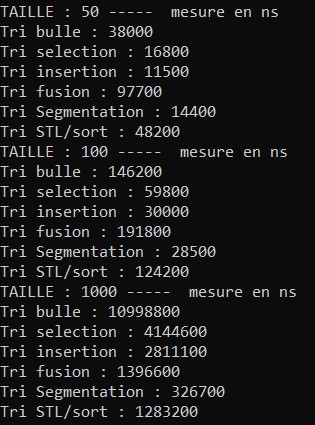 TAILLE : 50 -----  mesure en ns
Tri bulle : 38000
Tri selection : 16800
Tri insertion : 11500
Tri fusion : 97700
Tri Segmentation : 14400
Tri STL/sort : 48200
TAILLE : 100 -----  mesure en ns
Tri bulle : 146200
Tri selection : 59800
Tri insertion : 30000
Tri fusion : 191800
Tri Segmentation : 28500
Tri STL/sort : 124200
TAILLE : 1000 -----  mesure en ns
Tri bulle : 10998800
Tri selection : 4144600
Tri insertion : 2811100
Tri fusion : 1396600
Tri Segmentation : 326700
Tri STL/sort : 1283200